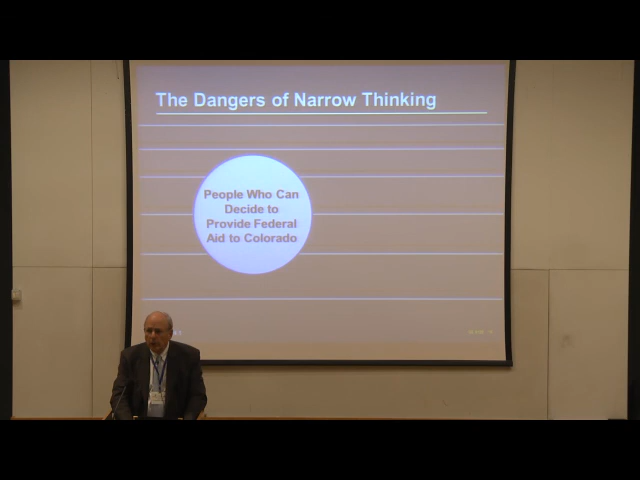 The Dangers of Narrow Thinking
People Who Can
Decide to
Provide Federal
Aid to Colorado